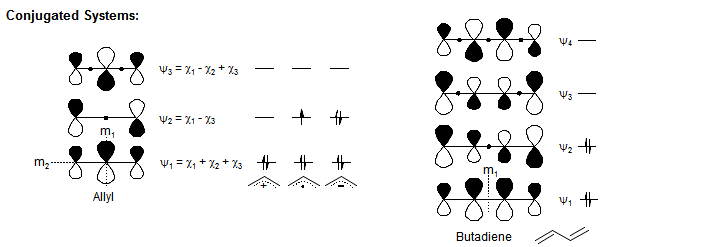 Conjugated Systems:
Ψ3 = χ1 - χ2 + χ3
Ψ2 = χ1 - χ3
m1
m2
Ψ1 = χ1 + χ2 + χ3
+
•
-
Allyl
Ψ4
Ψ3
Ψ2
m1
Ψ1
Butadiene